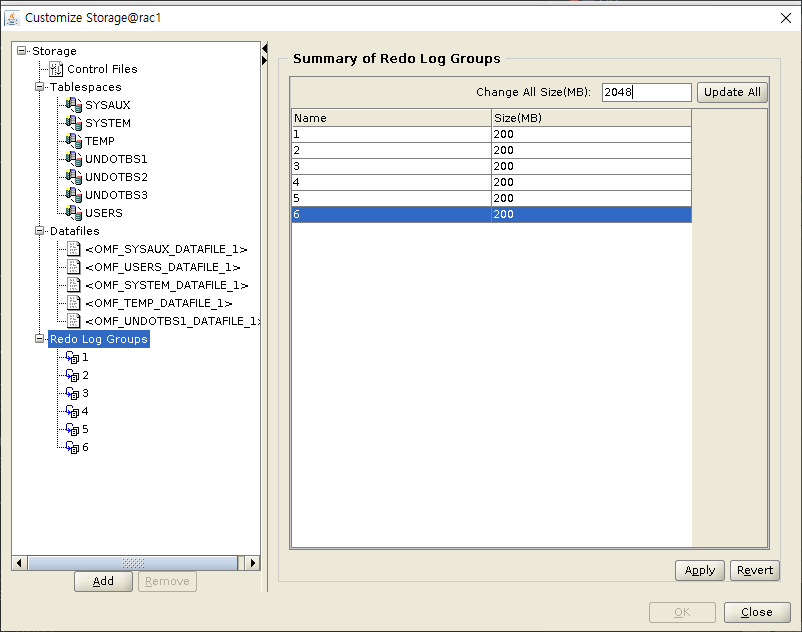 Customize Storage@rac1
Storage
Control Files
Tablespaces
SYSAUX
SYSTEM
TEMP
UNDOTBS1
UNDOTBS2
UNDOTBS3
USERS
Datafiles
<OMF_SYSAUX_DATAFILE_1>
<OMF_USERS_DATAFILE_1>
<OMF_SYSTEM_DATAFILE_1>
<OMF_TEMP_DATAFILE_1>
<OMF_UNDOTBS1_DATAFILE_1>
Redo Log Groups
1
2
3
4
5
6
Add Remove
Summary of Redo Log Groups
Change All Size(MB): 2048 Update All
Name Size(MB)
1 200
2 200
3 200
4 200
5 200
6 200
Apply Revert
OK Close